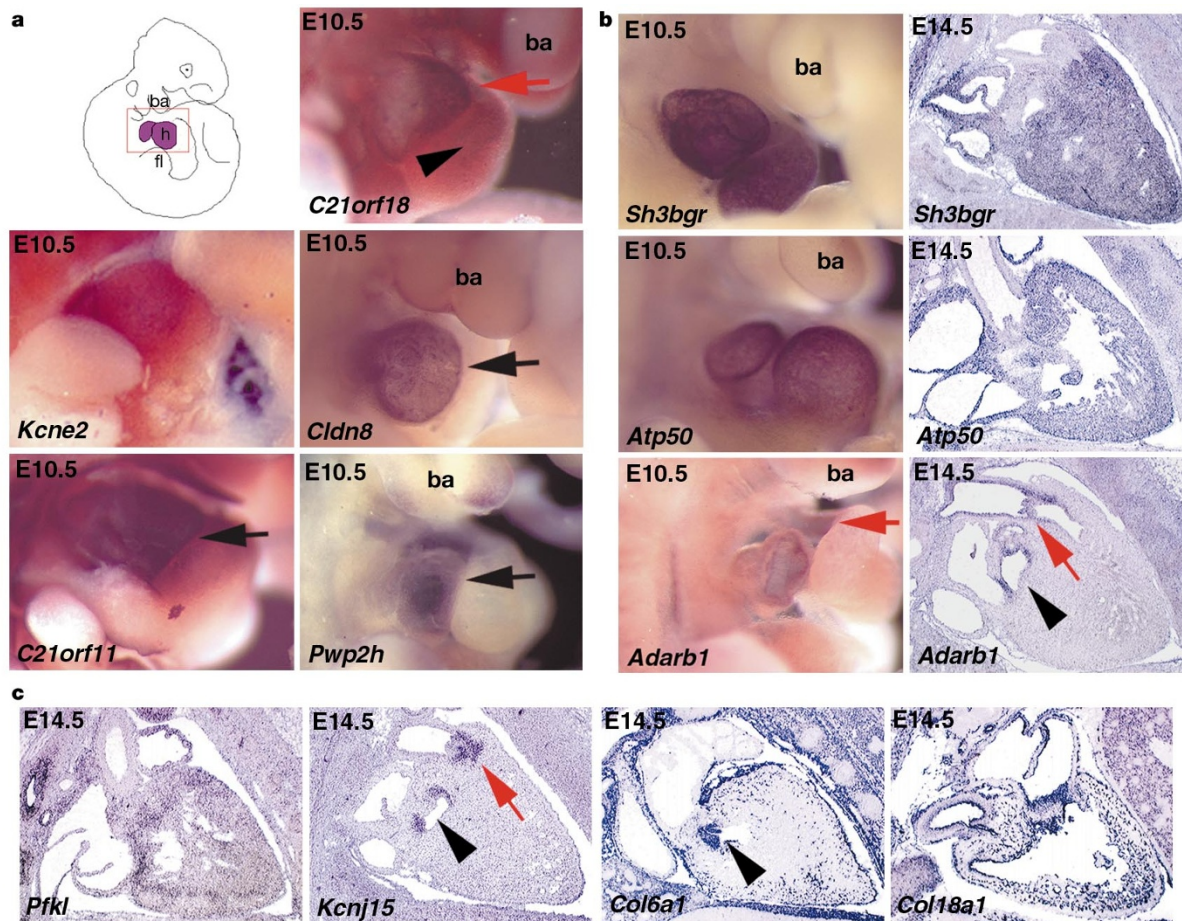 a
ba
h
fl
E10.5
ba
C21orf18
E10.5
Kcne2
E10.5
ba
Cldn8
E10.5
C21orf11
E10.5
ba
Pwp2h
b
E10.5
ba
Sh3bgr
E14.5
Sh3bgr
E10.5
ba
Atp50
E14.5
Atp50
E10.5
ba
Adarb1
E14.5
Adarb1
c
E14.5
Pfkl
E14.5
Kcnj15
E14.5
Col6a1
E14.5
Col18a1